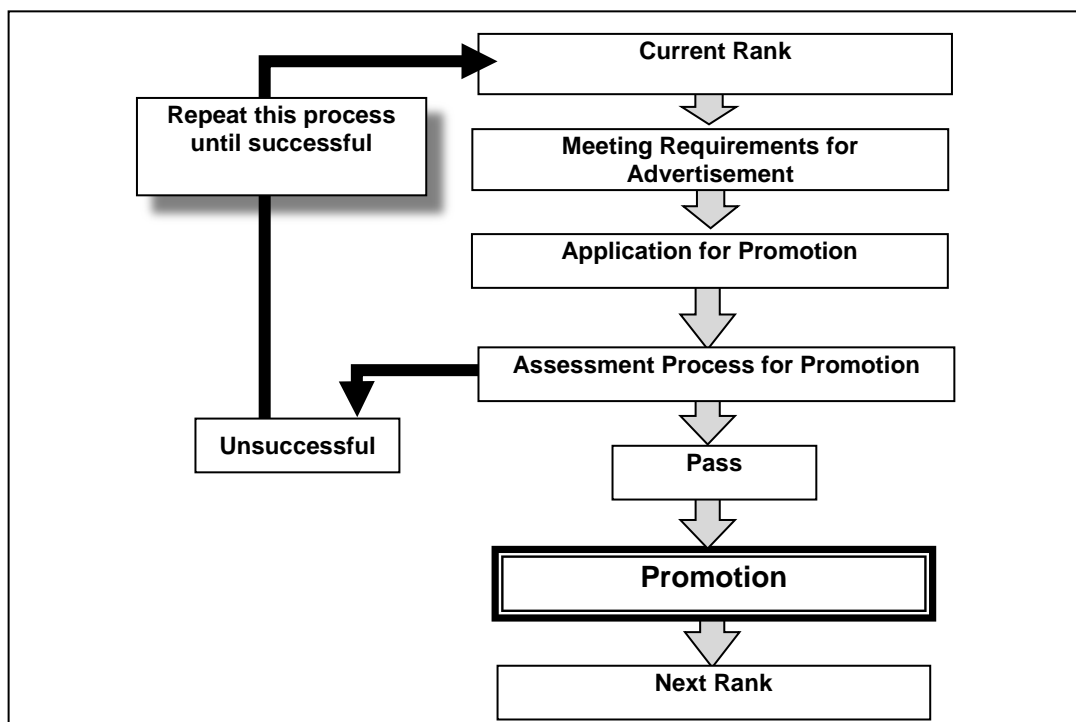 Current Rank
Repeat this process
until successful
Meeting Requirements for
Advertisement
Application for Promotion
Assessment Process for Promotion
Unsuccessful
Pass
Promotion
Next Rank